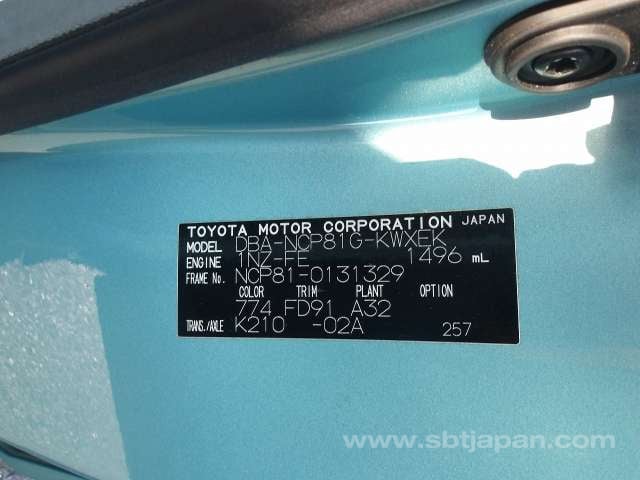 TOYOTA MOTOR CORPORATION JAPAN
MODEL DBA-NCP81G-KWXEK
ENGINE 1NZ-FE 1496 mL
FRAME No. NCP81-0131329
COLOR TRIM PLANT OPTION
774 FD91 A32
TRANS./AXLE K210 -02A 257
www.sbtjapan.com